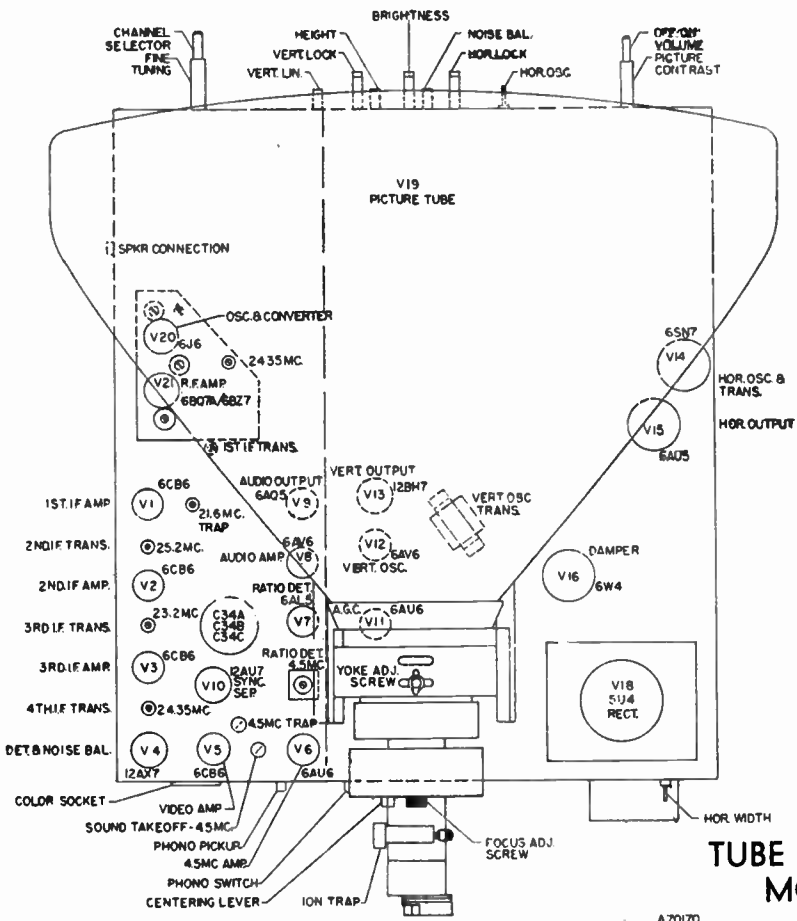 BRIGHTNESS
CHANNEL
SELECTOR
FINE
TUNING
HEIGHT
VERT.LOCK
VERT. LIN.
NOISE BAL.
HOR.LOCK
HOR.OSC
OFF/ON
VOLUME
PICTURE
CONTRAST
V19
PICTURE TUBE
SPKR CONNECTION
OSC. & CONVERTER
V20
6J6
24.35MC.
V21
R.F. AMP.
6BQ7A/6BZ7
1ST I.F. TRANS.
6SN7
V14
HOR. OSC. &
TRANS.
V15
HOR. OUTPUT
6AU5
1ST. I.F. AMP.
6CB6
V1
21.6 MC.
TRAP
AUDIO OUTPUT
6AQ5
V9
VERT. OUTPUT
V13
12BH7
VERT OSC
TRANS.
2ND I.F. TRANS.
25.2MC.
6AV6
AUDIO AMP.
V8
V12
6AV6
VERT. OSC.
DAMPER
V16
6W4
2ND I.F. AMP.
6CB6
V2
RATIO DET.
6AL5
V7
A.G.C.
6AU6
V11
3RD I.F. TRANS.
23.2MC
C34A
C34B
C34C
3RD. I.F. AMP.
6CB6
V3
V10
12AU7
SYNC.
SEP.
RATIO DET.
4.5MC.
YOKE ADJ.
SCREW
V18
5U4
RECT.
4TH I.F. TRANS.
24.35MC
4.5MC TRAP
DET. & NOISE BAL.
V4
V5
V6
12AX7
6CB6
6AU6
COLOR SOCKET
VIDEO AMP
SOUND TAKEOFF-4.5MC.
PHONO PICKUP
4.5MC AMP.
PHONO SWITCH
CENTERING LEVER
ION TRAP
FOCUS ADJ.
SCREW
HOR. WIDTH
TUBE
A70170